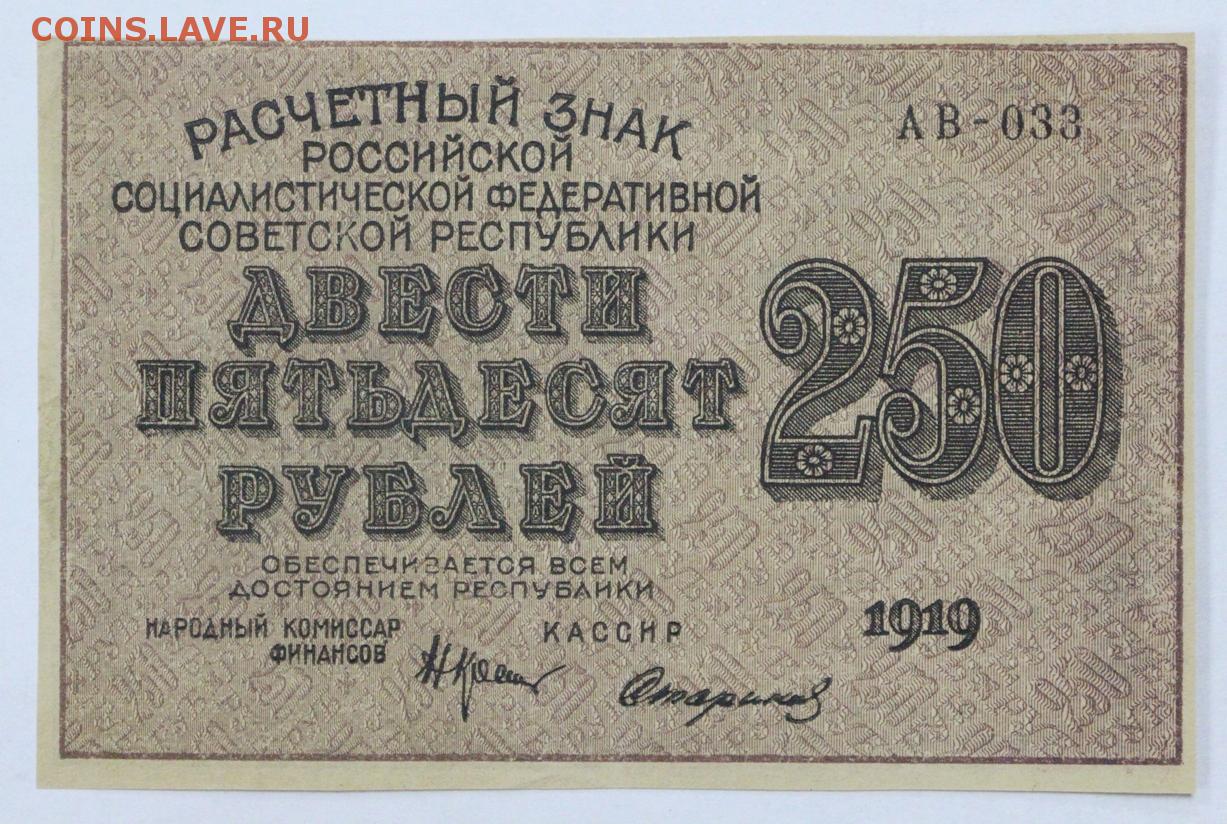 COINS.LAVE.RU
РАСЧЕТНЫЙ ЗНАК
АВ-033
РОССИЙСКОЙ
СОЦИАЛИСТИЧЕСКОЙ ФЕДЕРАТИВНОЙ
СОВЕТСКОЙ РЕСПУБЛИКИ
ДВЕСТИ
ПЯТЬДЕСЯТ
РУБЛЕЙ
250
ОБЕСПЕЧИВАЕТСЯ ВСЕМ
ДОСТОЯНИЕМ РЕСПУБЛИКИ
1919
НАРОДНЫЙ КОМИССАР
ФИНАНСОВ
КАССИР
Стариков